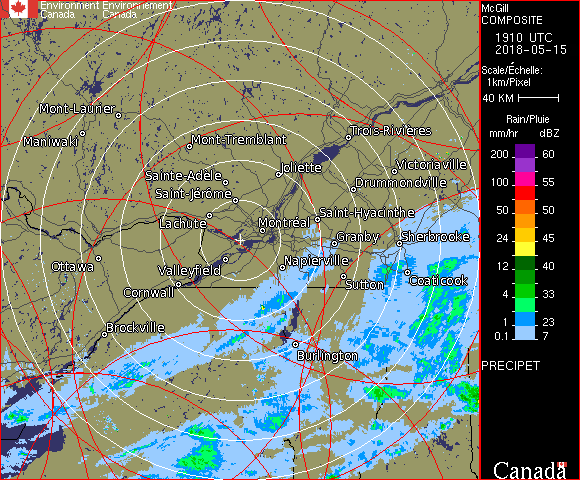 Environment Environnement
Canada Canada
McGill
COMPOSITE
1910 UTC
2018-05-15
Scale/Échelle:
1km/Pixel
40 KM
Rain/Pluie
mm/hr dBZ
200 60
100 55
50 50
24 45
12 40
4 33
1 23
0.1 7
PRECIPET
Canada
Mont-Laurier
Maniwaki
Mont-Tremblant
Trois-Rivières
Sainte-Adèle
Joliette
Victoriaville
Saint-Jérôme
Drummondville
Lachute
Saint-Hyacinthe
Montréal
Granby
Sherbrooke
Ottawa
Valleyfield
Napierville
Cornwall
Sutton
Coaticook
Brockville
Burlington